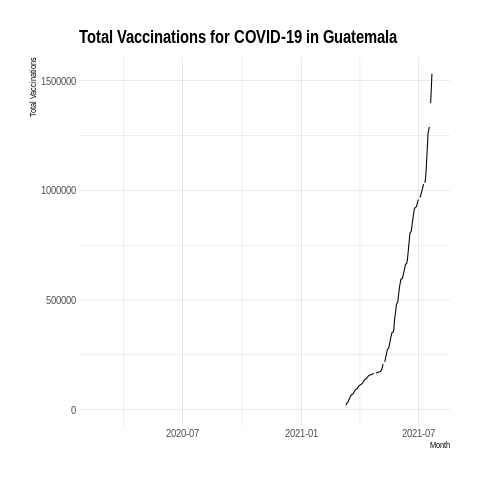 Total Vaccinations for COVID-19 in Guatemala
Total Vaccinations
1500000
1000000
500000
0
2020-07
2021-01
2021-07
Month